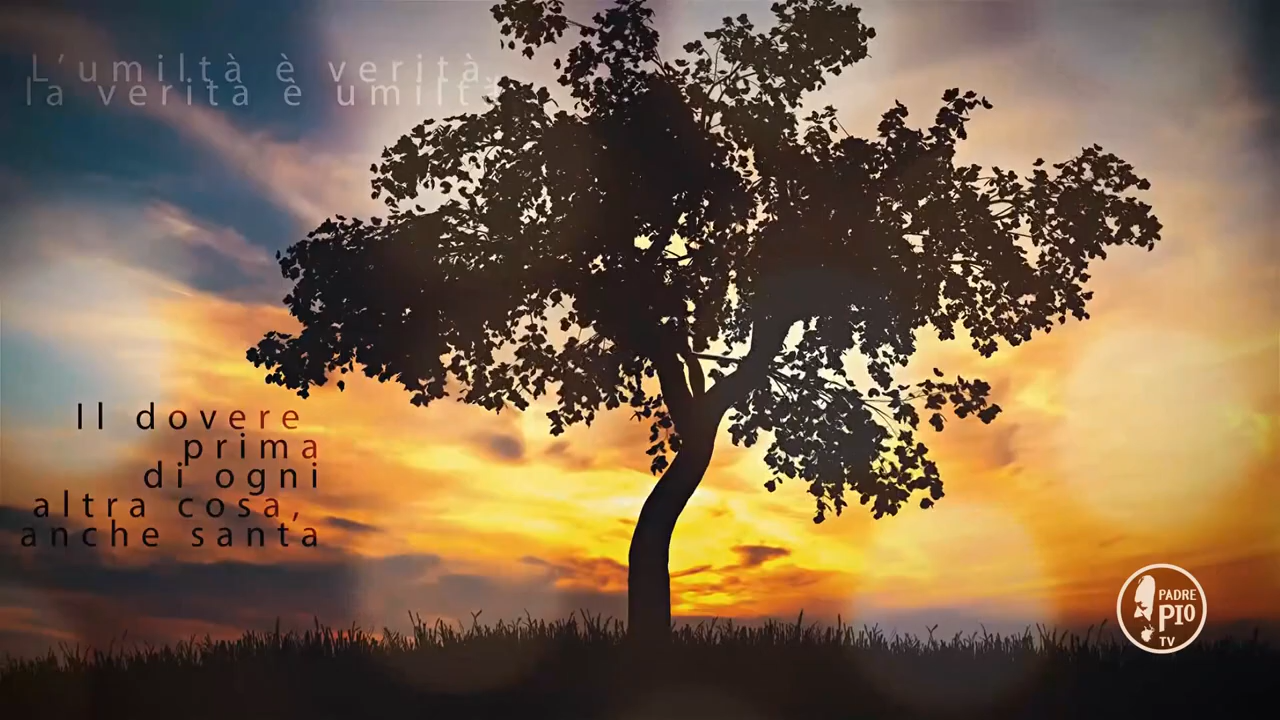 L'umiltà è verità,
la verità è umiltà
Il dovere
prima
di ogni
altra cosa,
anche santa
PADRE
PIO
TV